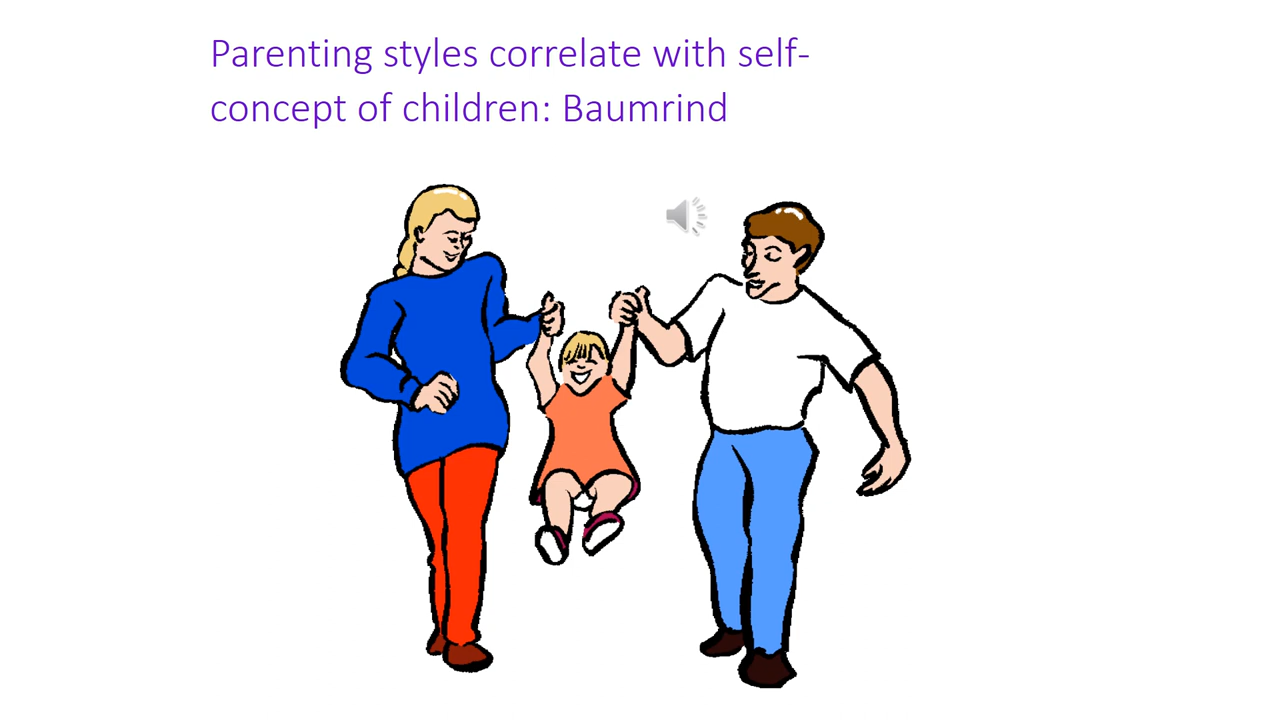 Parenting styles correlate with self-
concept of children: Baumrind